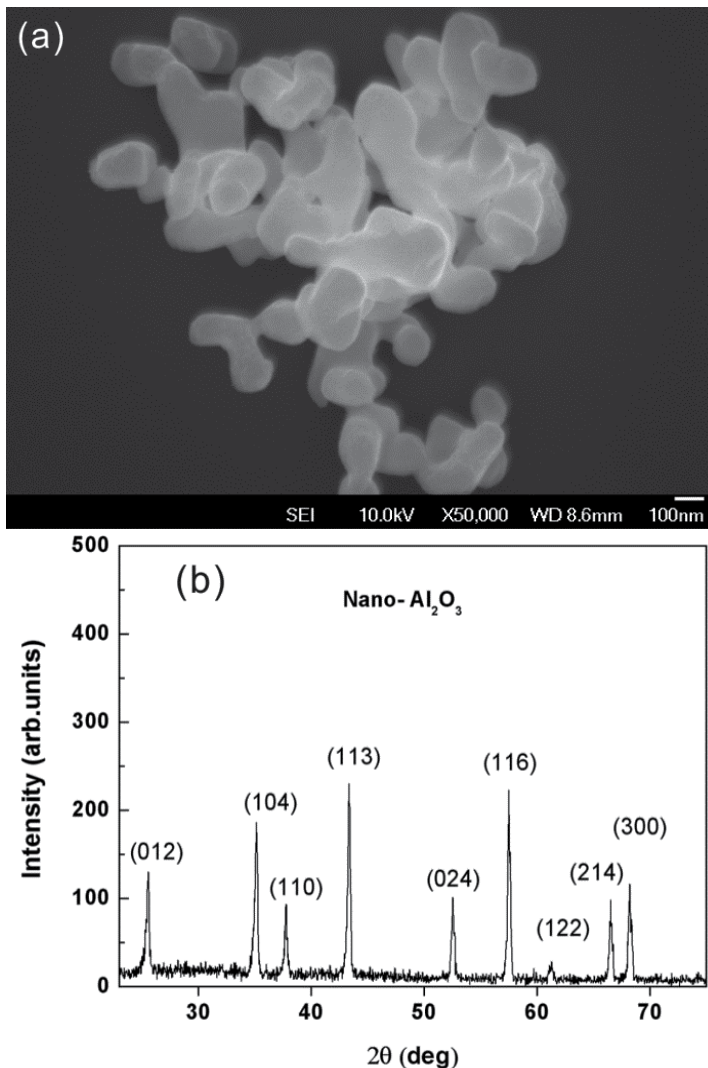 (a)
SEI 10.0kV X50,000 WD 8.6mm 100nm
(b)
Nano- Al₂O₃
Intensity (arb.units)
500
400
300
200
100
0
(012)
(104)
(110)
(113)
(024)
(116)
(122)
(214)
(300)
30 40 50 60 70
2θ (deg)